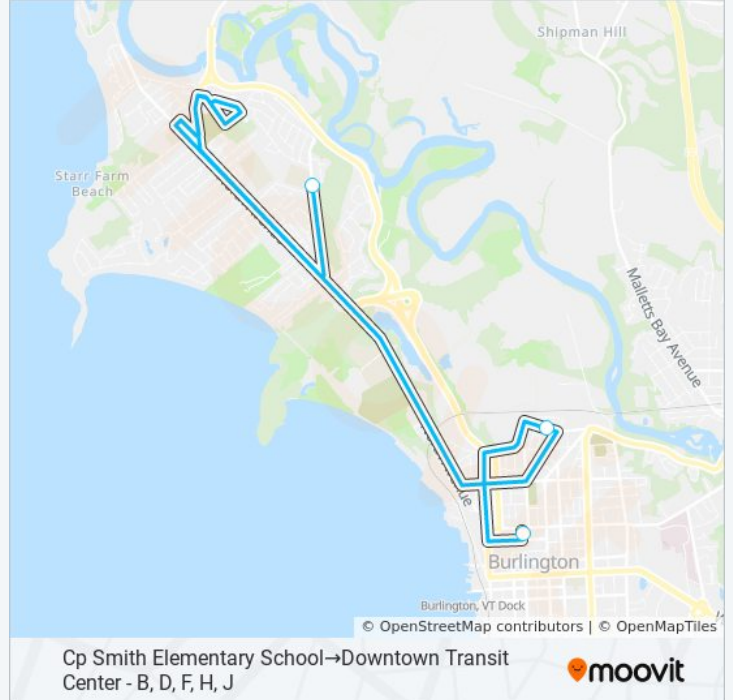 Shipman Hill
Starr Farm
Beach
Malletts Bay Avenue
Burlington
Burlington, VT Dock
© OpenStreetMap contributors | © OpenMapTiles
Cp Smith Elementary School→Downtown Transit
Center - B, D, F, H, J
moovit